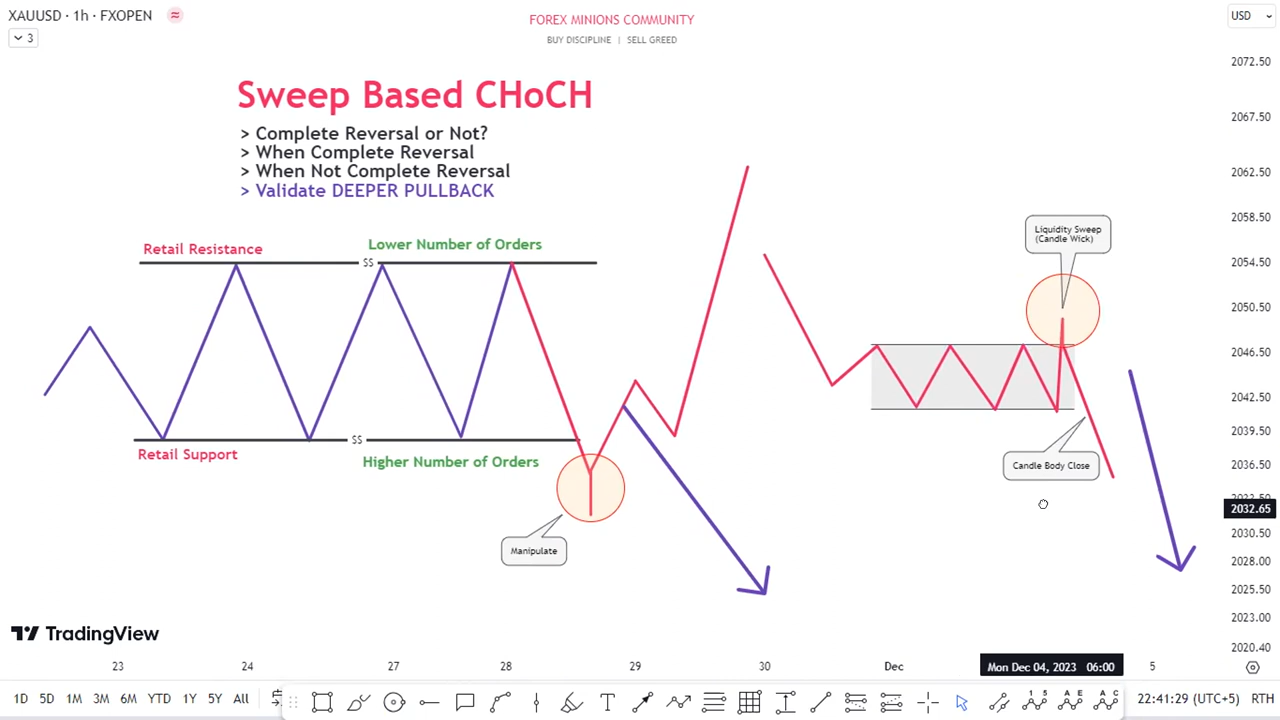 XAUUSD · 1h · FXOPEN
3
FOREX MINIONS COMMUNITY
BUY DISCIPLINE | SELL GREED
USD
Sweep Based CHoCH
> Complete Reversal or Not?
> When Complete Reversal
> When Not Complete Reversal
> Validate DEEPER PULLBACK
Retail Resistance
Lower Number of Orders
$$
$$
Retail Support
Higher Number of Orders
Manipulate
Liquidity Sweep
(Candle Wick)
Candle Body Close
2072.50
2067.50
2062.50
2058.50
2054.50
2050.50
2046.50
2042.50
2039.50
2036.50
2032.65
2030.50
2028.00
2025.50
2023.00
2020.40
TradingView
23
24
27
28
29
30
Dec
Mon Dec 04, 2023 06:00
5
1D 5D 1M 3M 6M YTD 1Y 5Y All
22:41:29 (UTC+5) RTH